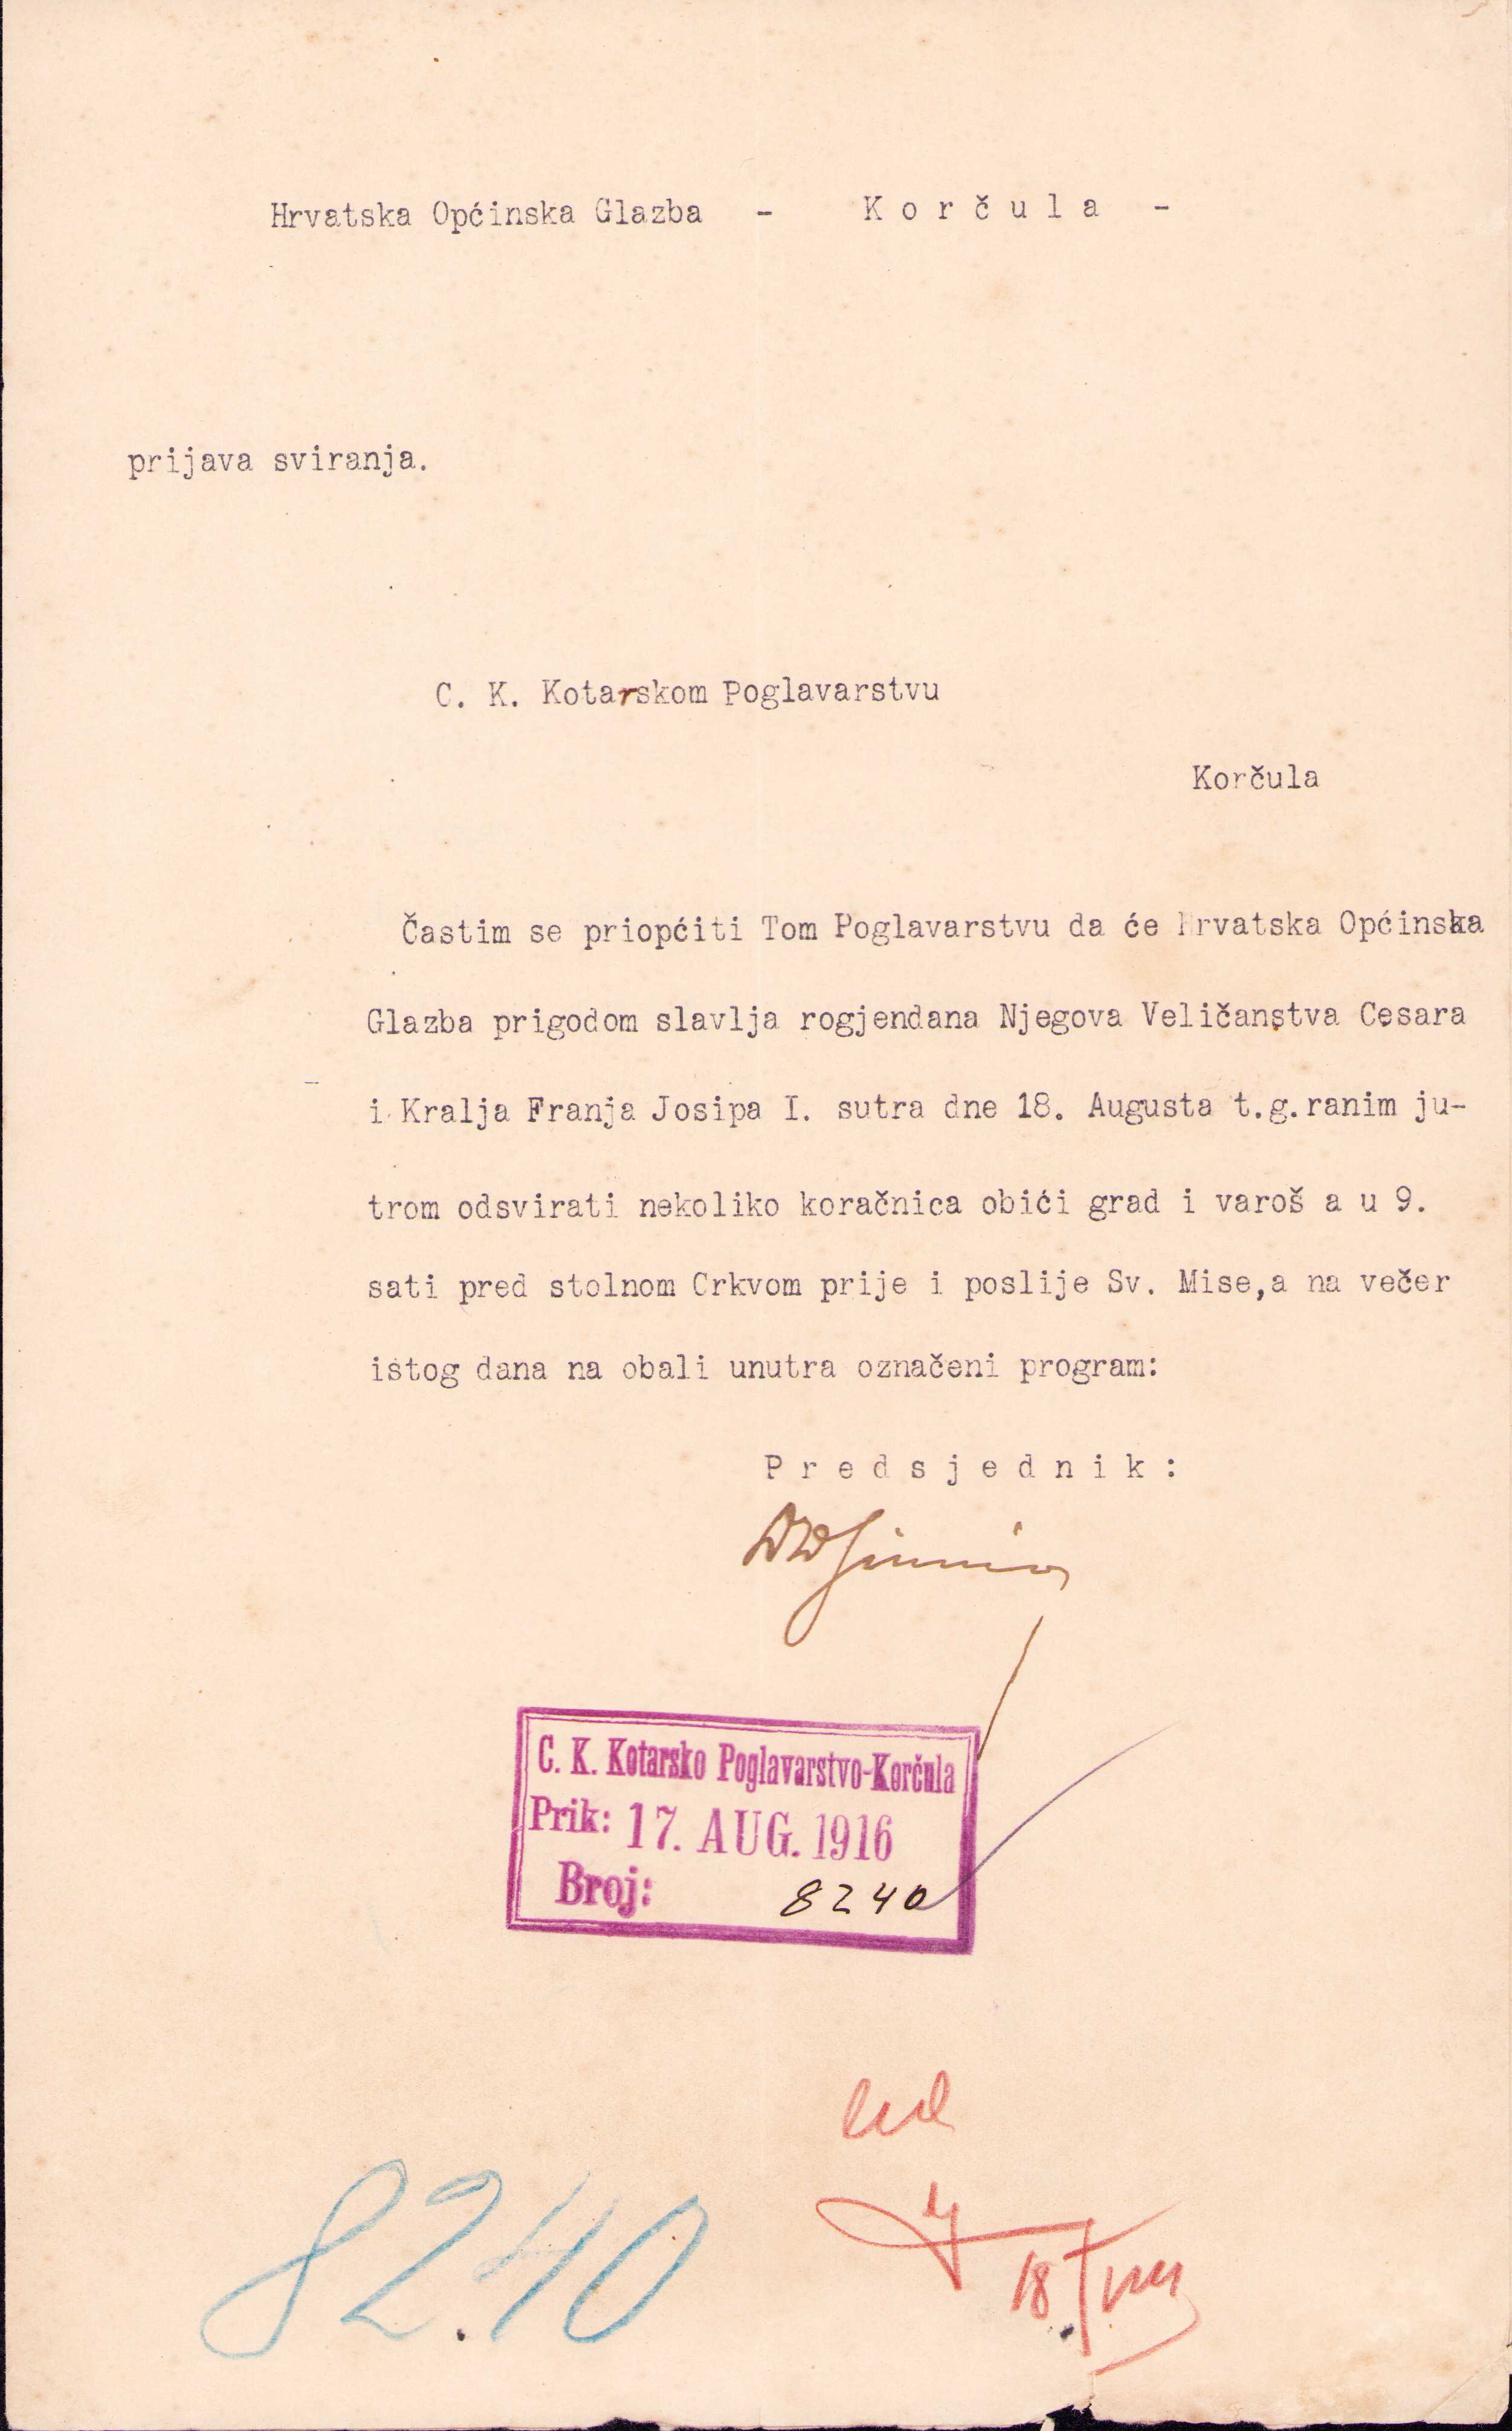 Hrvatska Općinska Glazba - K o r č u l a -
prijava sviranja.
C. K. Kotarskom Poglavarstvu
Korčula
Častim se priopćiti Tom Poglavarstvu da će Hrvatska Općinska
Glazba prigodom slavlja rogjendana Njegova Veličanstva Cesara
i Kralja Franja Josipa I. sutra dne 18. Augusta t.g.ranim ju-
trom odsvirati nekoliko koračnica obići grad i varoš a u 9.
sati pred stolnom Crkvom prije i poslije Sv. Mise,a na večer
istog dana na obali unutra označeni program:
P r e d s j e d n i k :
C. K. Kotarsko Poglavarstvo-Korčula
Prik: 17. AUG. 1916
Broj: 8240
8240
18/VIII